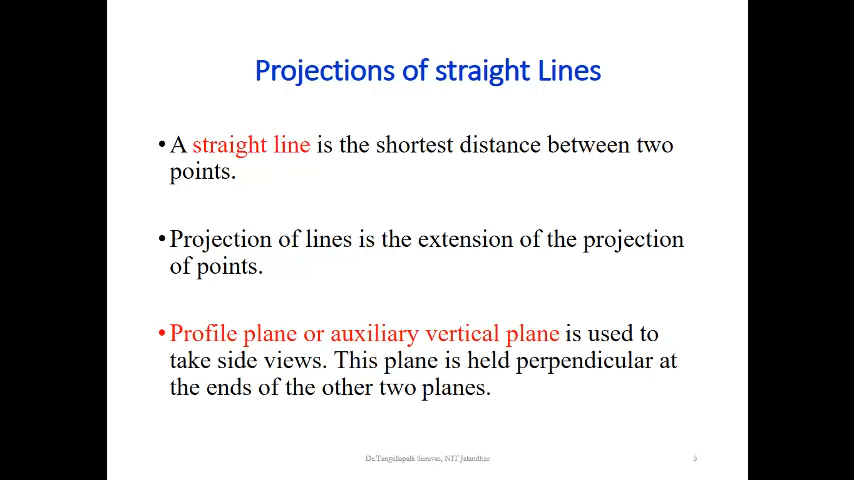 Projections of straight Lines
•A straight line is the shortest distance between two
points.
•Projection of lines is the extension of the projection
of points.
•Profile plane or auxiliary vertical plane is used to
take side views. This plane is held perpendicular at
the ends of the other two planes.
NIT Jalandhar